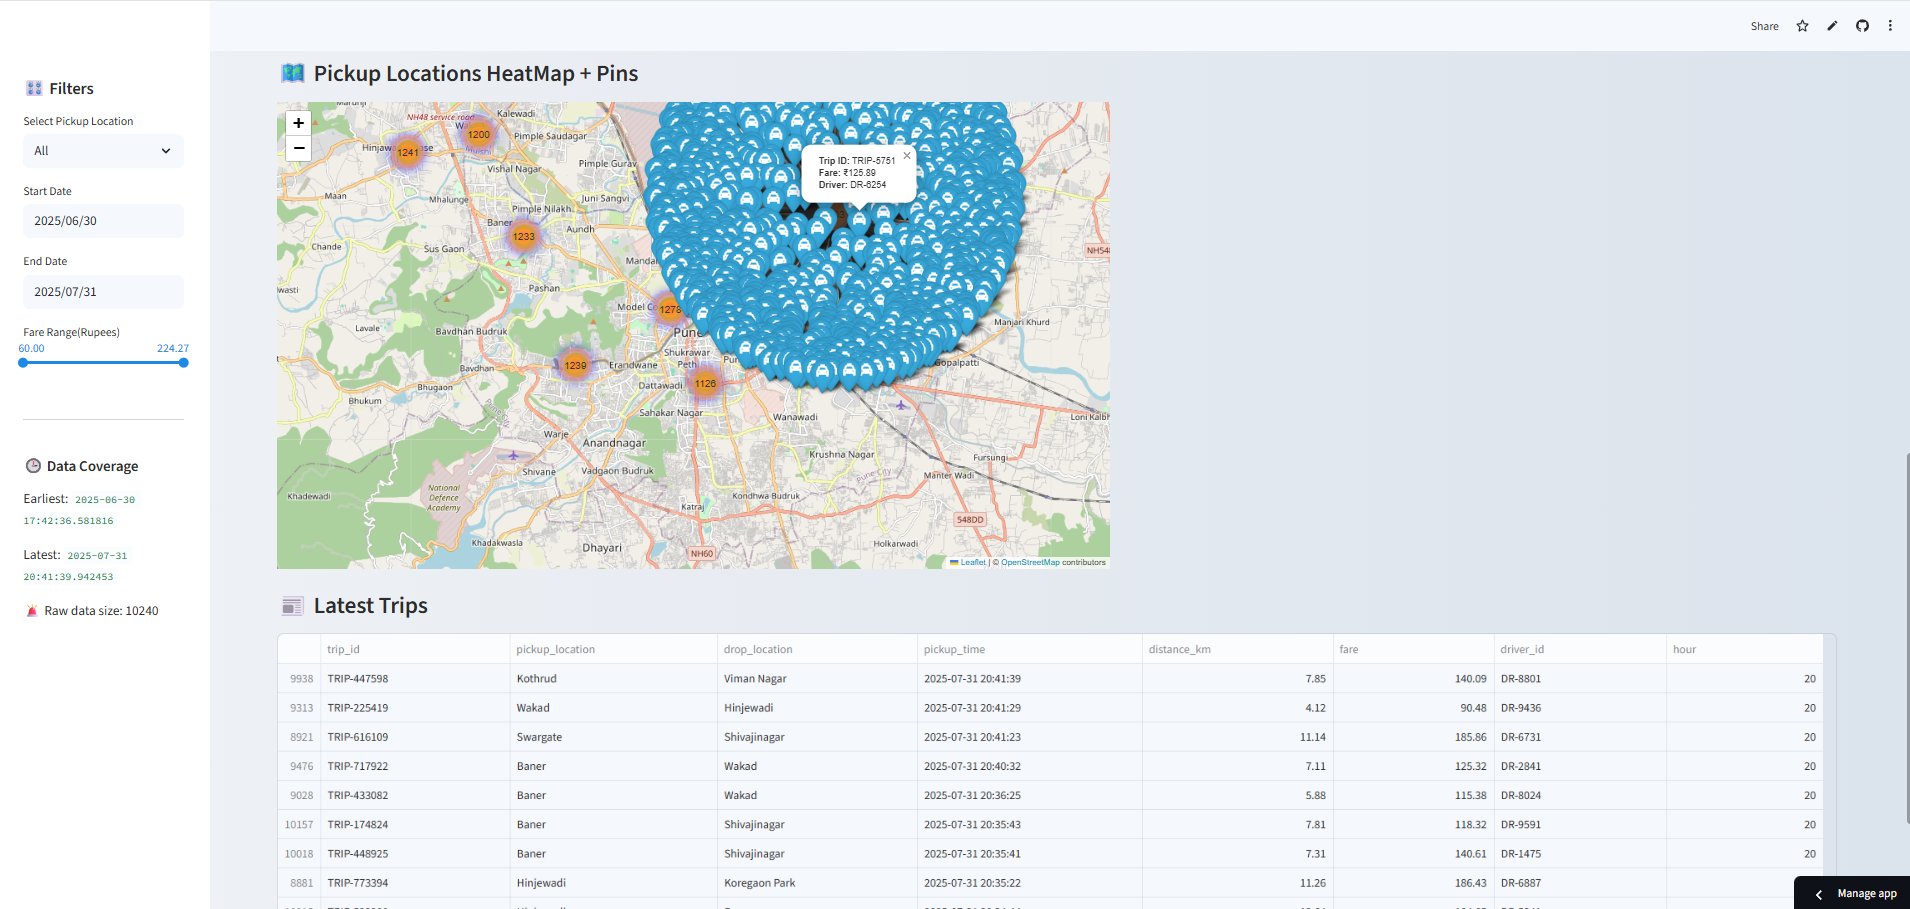 Share
Filters
Select Pickup Location
All
Start Date
2025/06/30
End Date
2025/07/31
Fare Range(Rupees)
60.00 224.27
Data Coverage
Earliest: 2025-06-30
17:42:36.581816
Latest: 2025-07-31
20:41:39.942453
Raw data size: 10240
Pickup Locations HeatMap + Pins
+
−
NH48 service road
Kalewadi
1200
Pimple Saudagar
1241
Vishal Nagar
Pimple Gurav
Maan
Mhalunge
Juni Sangvi
Pimple Nilakh
Baner
Aundh
1233
Chande
Sus Gaon
Pashan
Model
1278
Pune
Lavale
Bavdhan Budruk
Shukrawar
Peth
Bavdhan
1239
Erandwane
Dattawadi
1126
Bhugaon
Bhukum
Sahakar Nagar
Wanawadi
Warje
Anandnagar
Shivane
Vadgaon Budruk
Krushna Nagar
Pune City
Fursungi
Manter Wadi
Khadewadi
National
Defence
Academy
Kondhwa Budruk
Katraj
548DD
Khadakwasla
Dhayari
NH60
Holkarwadi
Manjari Khurd
Gopalpatti
Trip ID: TRIP-5751
Fare: ₹125.89
Driver: DR-6254
×
Leaflet | © OpenStreetMap contributors
Latest Trips
trip_id pickup_location drop_location pickup_time distance_km fare driver_id hour
9938 TRIP-447598 Kothrud Viman Nagar 2025-07-31 20:41:39 7.85 140.09 DR-8801 20
9313 TRIP-225419 Wakad Hinjewadi 2025-07-31 20:41:29 4.12 90.48 DR-9436 20
8921 TRIP-616109 Swargate Shivajinagar 2025-07-31 20:41:23 11.14 185.86 DR-6731 20
9476 TRIP-717922 Baner Wakad 2025-07-31 20:40:32 7.11 125.32 DR-2841 20
9028 TRIP-433082 Baner Wakad 2025-07-31 20:36:25 5.88 115.38 DR-8024 20
10157 TRIP-174824 Baner Shivajinagar 2025-07-31 20:35:43 7.81 118.32 DR-9591 20
10018 TRIP-448925 Baner Shivajinagar 2025-07-31 20:35:41 7.31 140.61 DR-1475 20
8881 TRIP-773394 Hinjewadi Koregaon Park 2025-07-31 20:35:22 11.26 186.43 DR-6887
Manage app